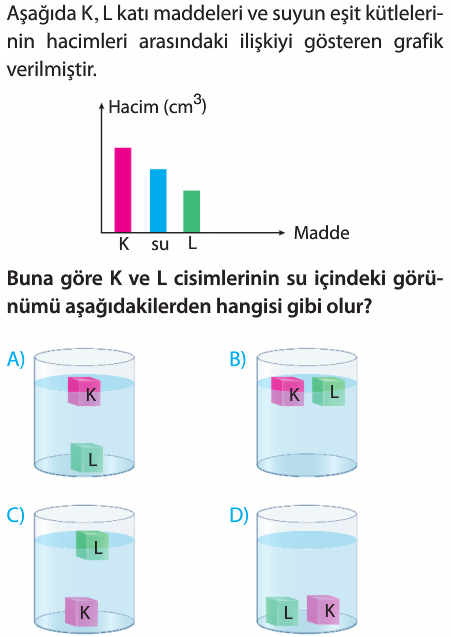 Aşağıda K, L katı maddeleri ve suyun eşit kütleleri-
nin hacimleri arasındaki ilişkiyi gösteren grafik
verilmiştir.
Hacim (cm³)
K su L
Madde
Buna göre K ve L cisimlerinin su içindeki görü-
nümü aşağıdakilerden hangisi gibi olur?
A)
K
L
B)
K L
C)
L
K
D)
L K